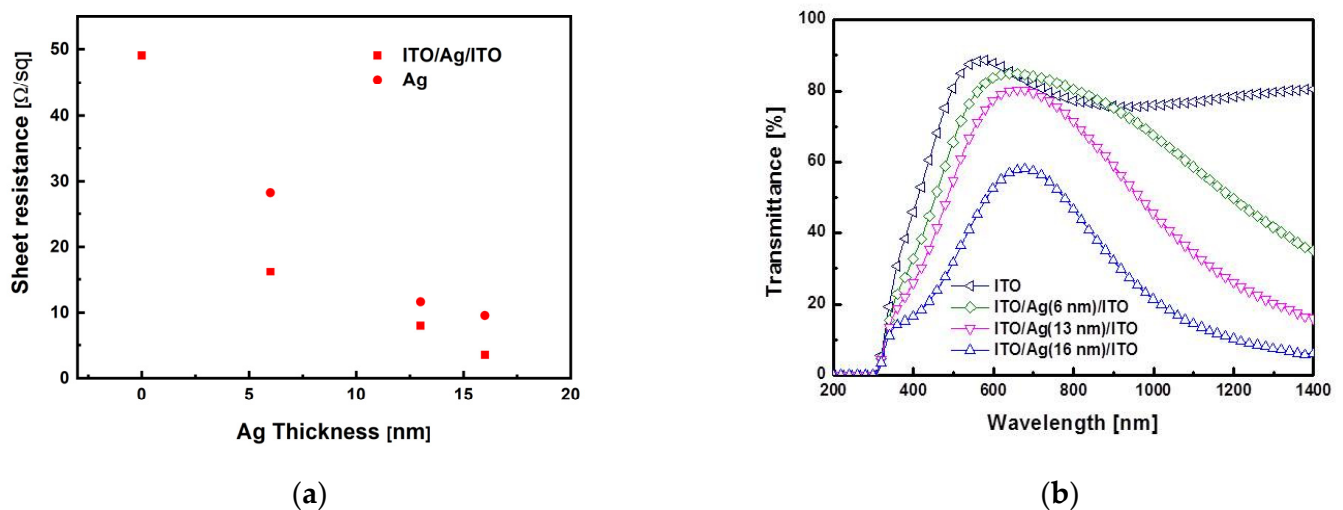 Sheet resistance [Ω/sq]
50
40
30
20
10
0
ITO/Ag/ITO
Ag
0
5
10
15
20
Ag Thickness [nm]
(a)
Transmittance [%]
100
80
60
40
20
0
ITO
ITO/Ag(6 nm)/ITO
ITO/Ag(13 nm)/ITO
ITO/Ag(16 nm)/ITO
200 400 600 800 1000 1200 1400
Wavelength [nm]
(b)